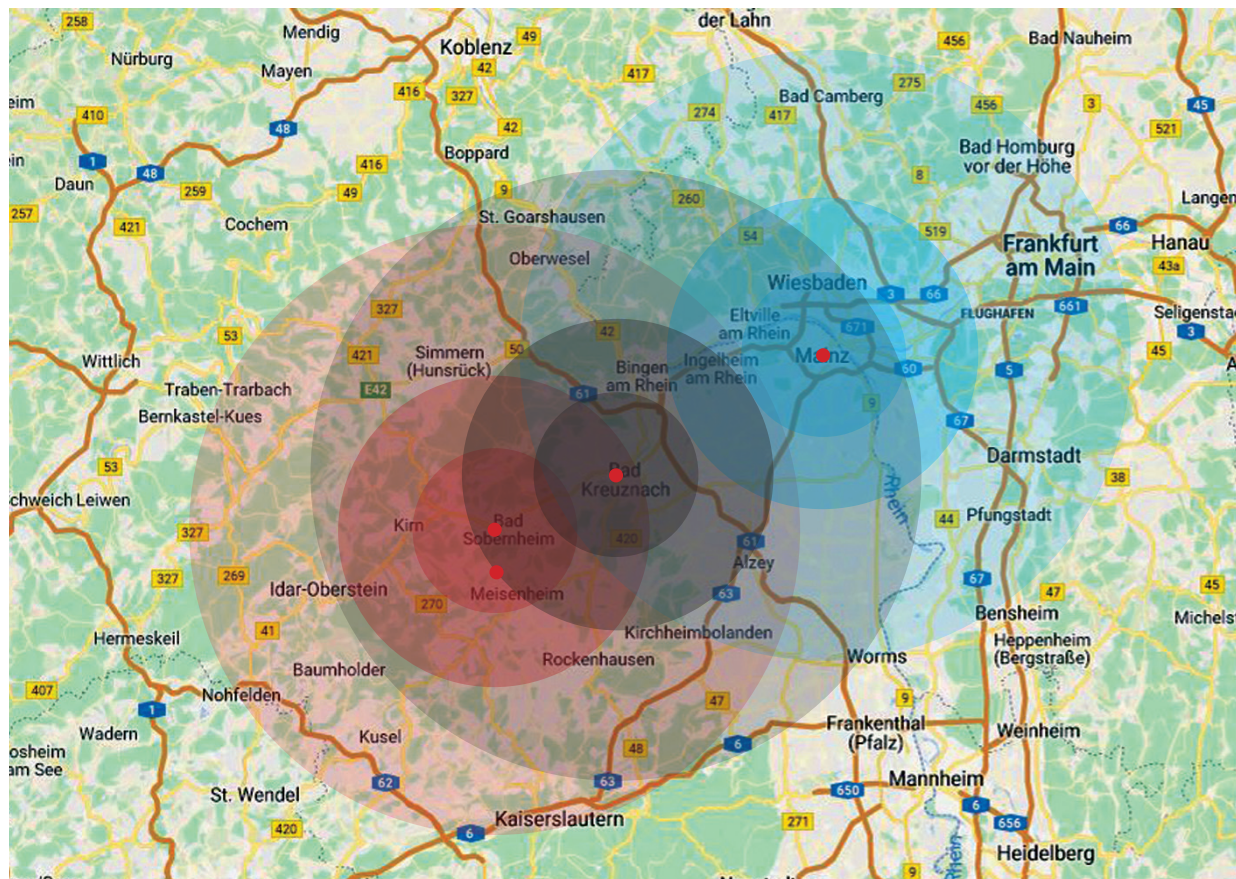 der Lahn
258
Mendig
49
456
Bad Nauheim
Koblenz
Nürburg
Mayen
42
417
275
Bad Camberg
416
327
456
3
45
eim
410
274
417
521
48
42
Bad Homburg
vor der Höhe
ein
1
Boppard
416
48
8
Daun
259
49
9
260
Langen
257
421
Cochem
St. Goarshausen
54
519
66
Frankfurt
am Main
Hanau
Oberwesel
43a
Wiesbaden
3
66
327
Eltville
am Rhein
FLUGHAFEN
661
Seligensta
53
42
671
3
421
Simmern
(Hunsrück)
50
Mainz
45
Wittlich
Bingen
am Rhein
Ingelheim
am Rhein
60
5
A
Traben-Trarbach
E42
61
9
Bernkastel-Kues
67
53
Darmstadt
Bad
Kreuznach
38
chweich
Leiwen
Rhein
Kirn
Bad
Sobernheim
44
Pfungstadt
327
420
61
Alzey
327
269
67
Idar-Oberstein
Meisenheim
63
47
45
270
Bensheim
Michelst
41
Kirchheimbolanden
Hermeskeil
Heppenheim
(Bergstraße)
Baumholder
Rockenhausen
Worms
407
Nohfelden
47
9
1
Wadern
Kusel
48
6
Frankenthal
(Pfalz)
Weinheim
osheim
am See
62
63
Mannheim
St. Wendel
650
6
Kaiserslautern
271
656
420
6
Heidelberg
Rhein
9